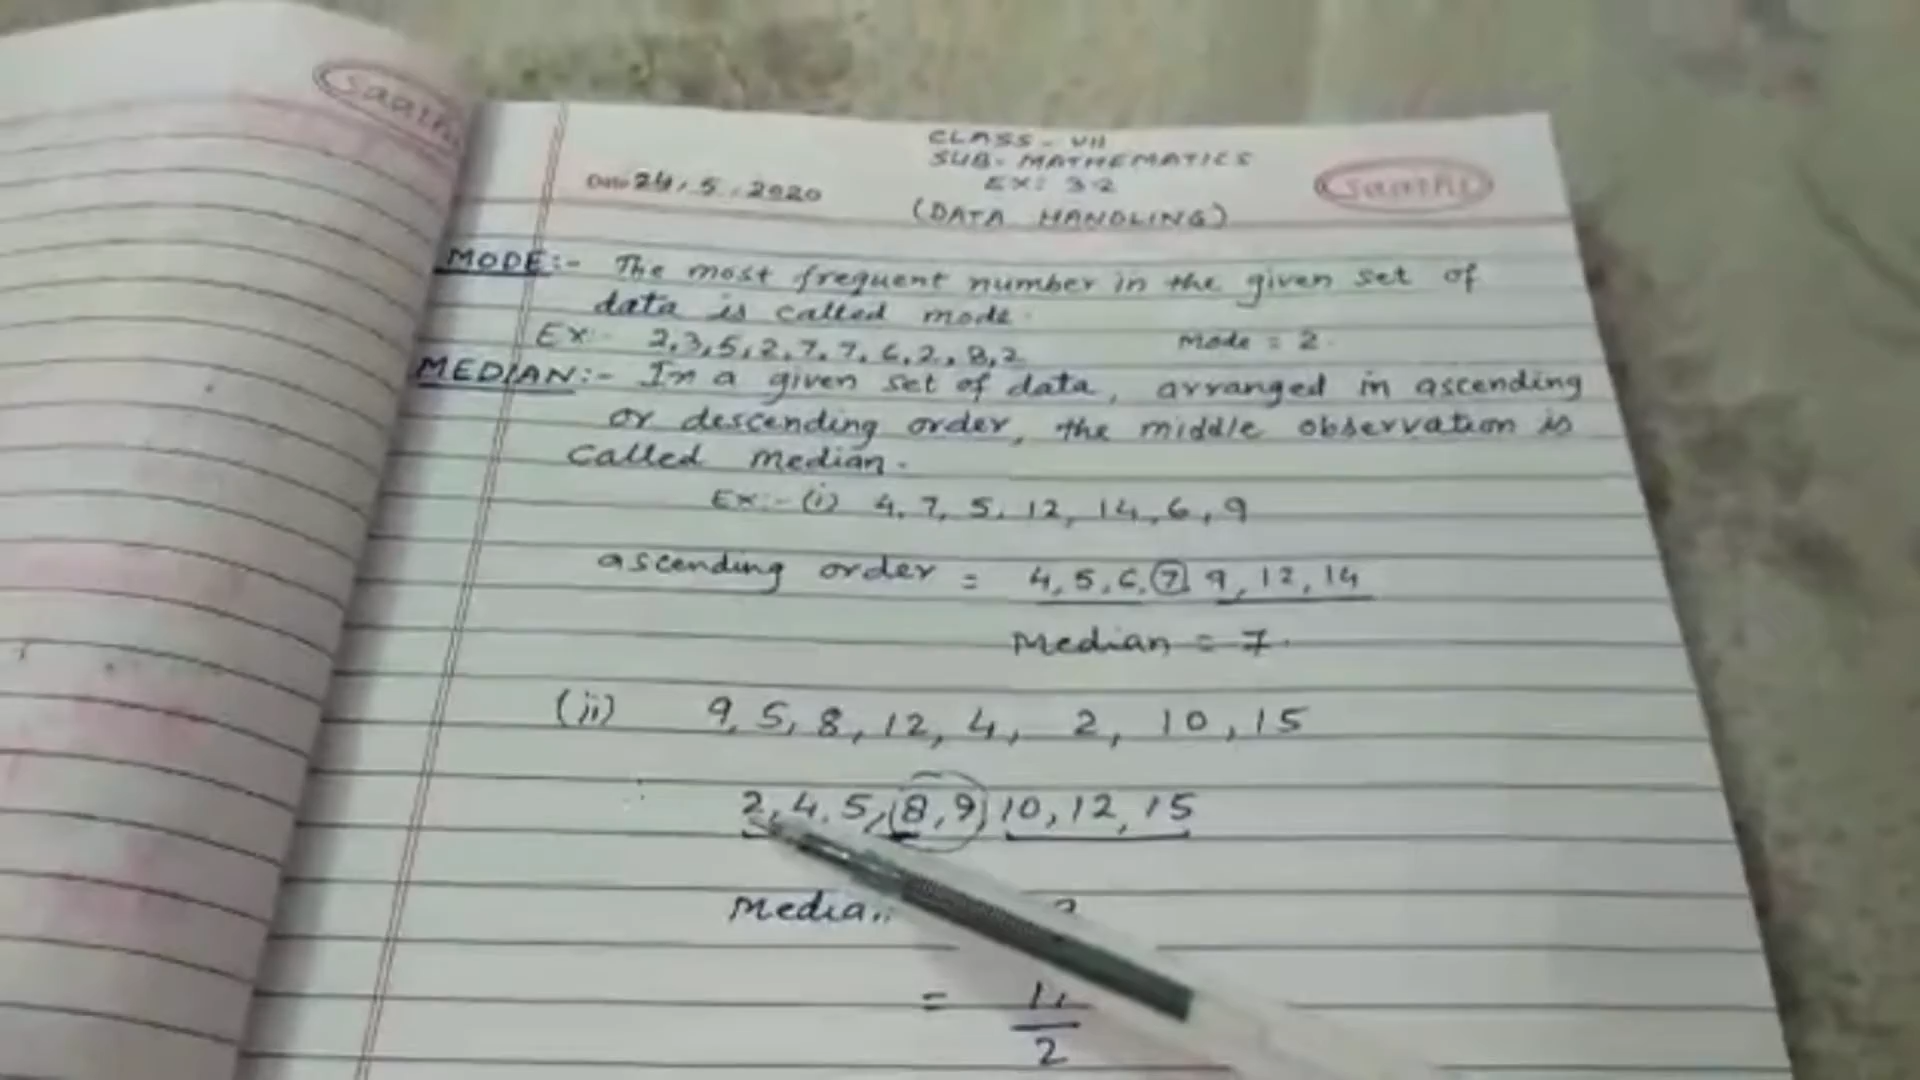 Saathi
CLASS - VII
SUB- MATHEMATICS
Date 24.5.2020
EX: 3.2
Saathi
(DATA HANDLING)
MODE:- The most frequent number in the given set of
data is called mode.
Ex:- 2,3,5,2,7,7,6,2,8,2 Mode = 2.
MEDIAN:- In a given set of data, arranged in ascending
or descending order, the middle observation is
called median.
Ex:- (i) 4, 7, 5, 12, 14, 6, 9
ascending order = 4, 5, 6, 7, 9, 12, 14
Median = 7.
(ii) 9, 5, 8, 12, 4, 2, 10, 15
2, 4, 5, 8, 9, 10, 12, 15
=
2